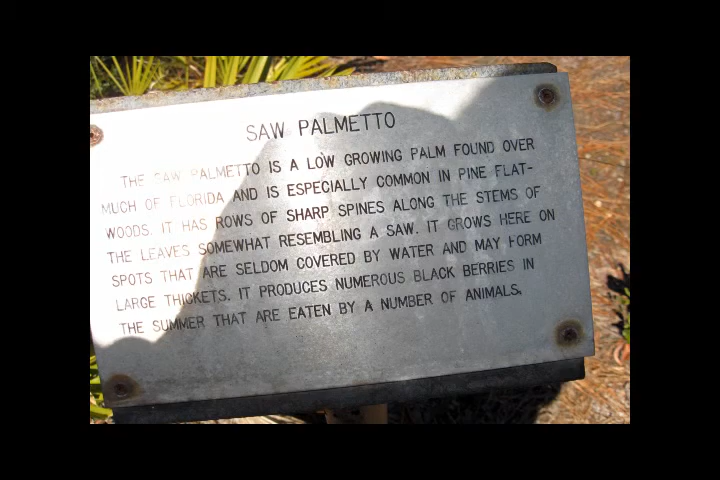 SAW PALMETTO
THE SAW PALMETTO IS A LOW GROWING PALM FOUND OVER
MUCH OF FLORIDA AND IS ESPECIALLY COMMON IN PINE FLAT-
WOODS. IT HAS ROWS OF SHARP SPINES ALONG THE STEMS OF
THE LEAVES SOMEWHAT RESEMBLING A SAW. IT GROWS HERE ON
SPOTS THAT ARE SELDOM COVERED BY WATER AND MAY FORM
LARGE THICKETS. IT PRODUCES NUMEROUS BLACK BERRIES IN
THE SUMMER THAT ARE EATEN BY A NUMBER OF ANIMALS.